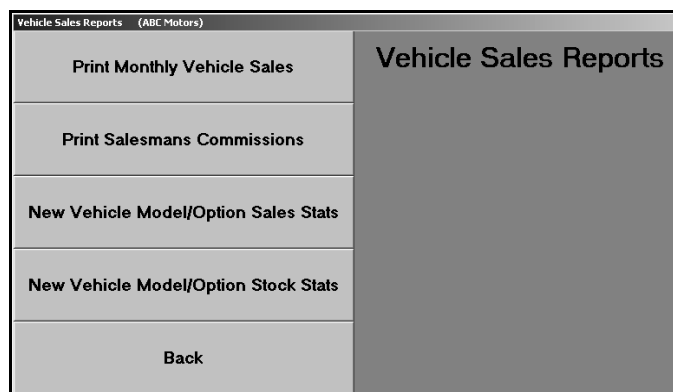 Vehicle Sales Reports (ABC Motors)
Print Monthly Vehicle Sales
Vehicle Sales Reports
Print Salesmans Commissions
New Vehicle Model/Option Sales Stats
New Vehicle Model/Option Stock Stats
Back